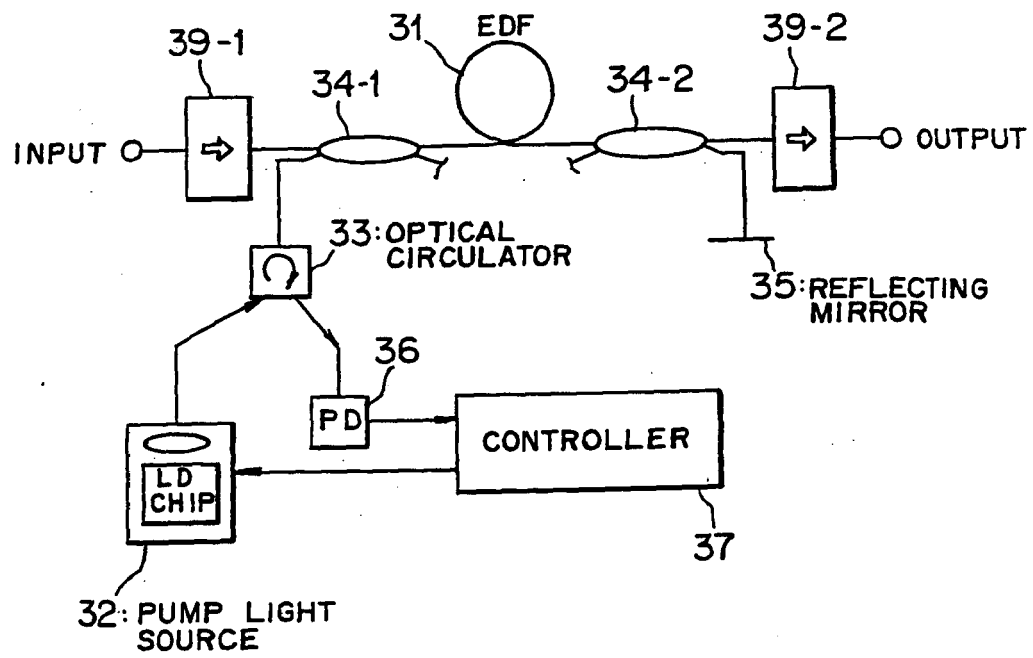 31
EDF
39-1
39-2
34-1
34-2
INPUT
OUTPUT
33: OPTICAL
CIRCULATOR
35: REFLECTING
MIRROR
36
PD
CONTROLLER
LD
CHIP
37
32: PUMP LIGHT
SOURCE